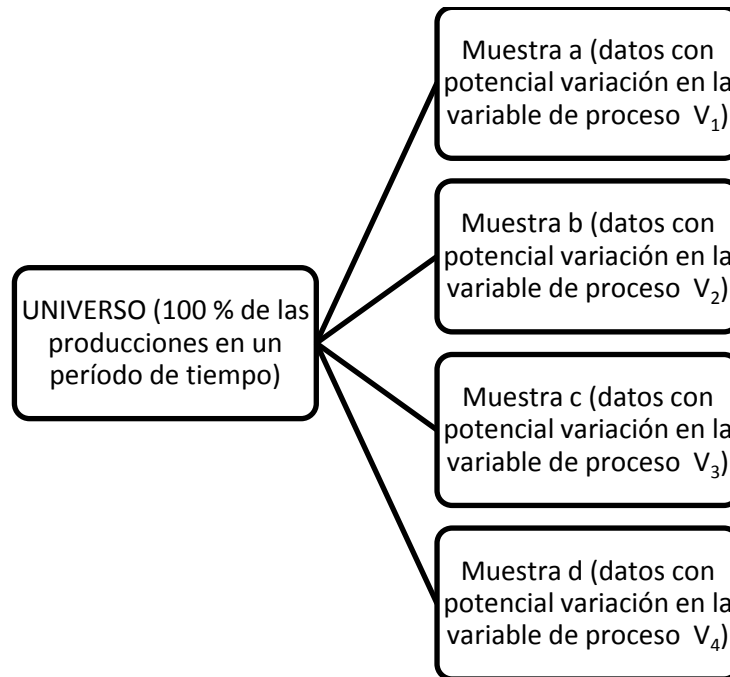 Muestra a (datos con
potencial variación en la
variable de proceso V₁)
Muestra b (datos con
potencial variación en la
variable de proceso V₂)
UNIVERSO (100 % de las
producciones en un
período de tiempo)
Muestra c (datos con
potencial variación en la
variable de proceso V₃)
Muestra d (datos con
potencial variación en la
variable de proceso V₄)